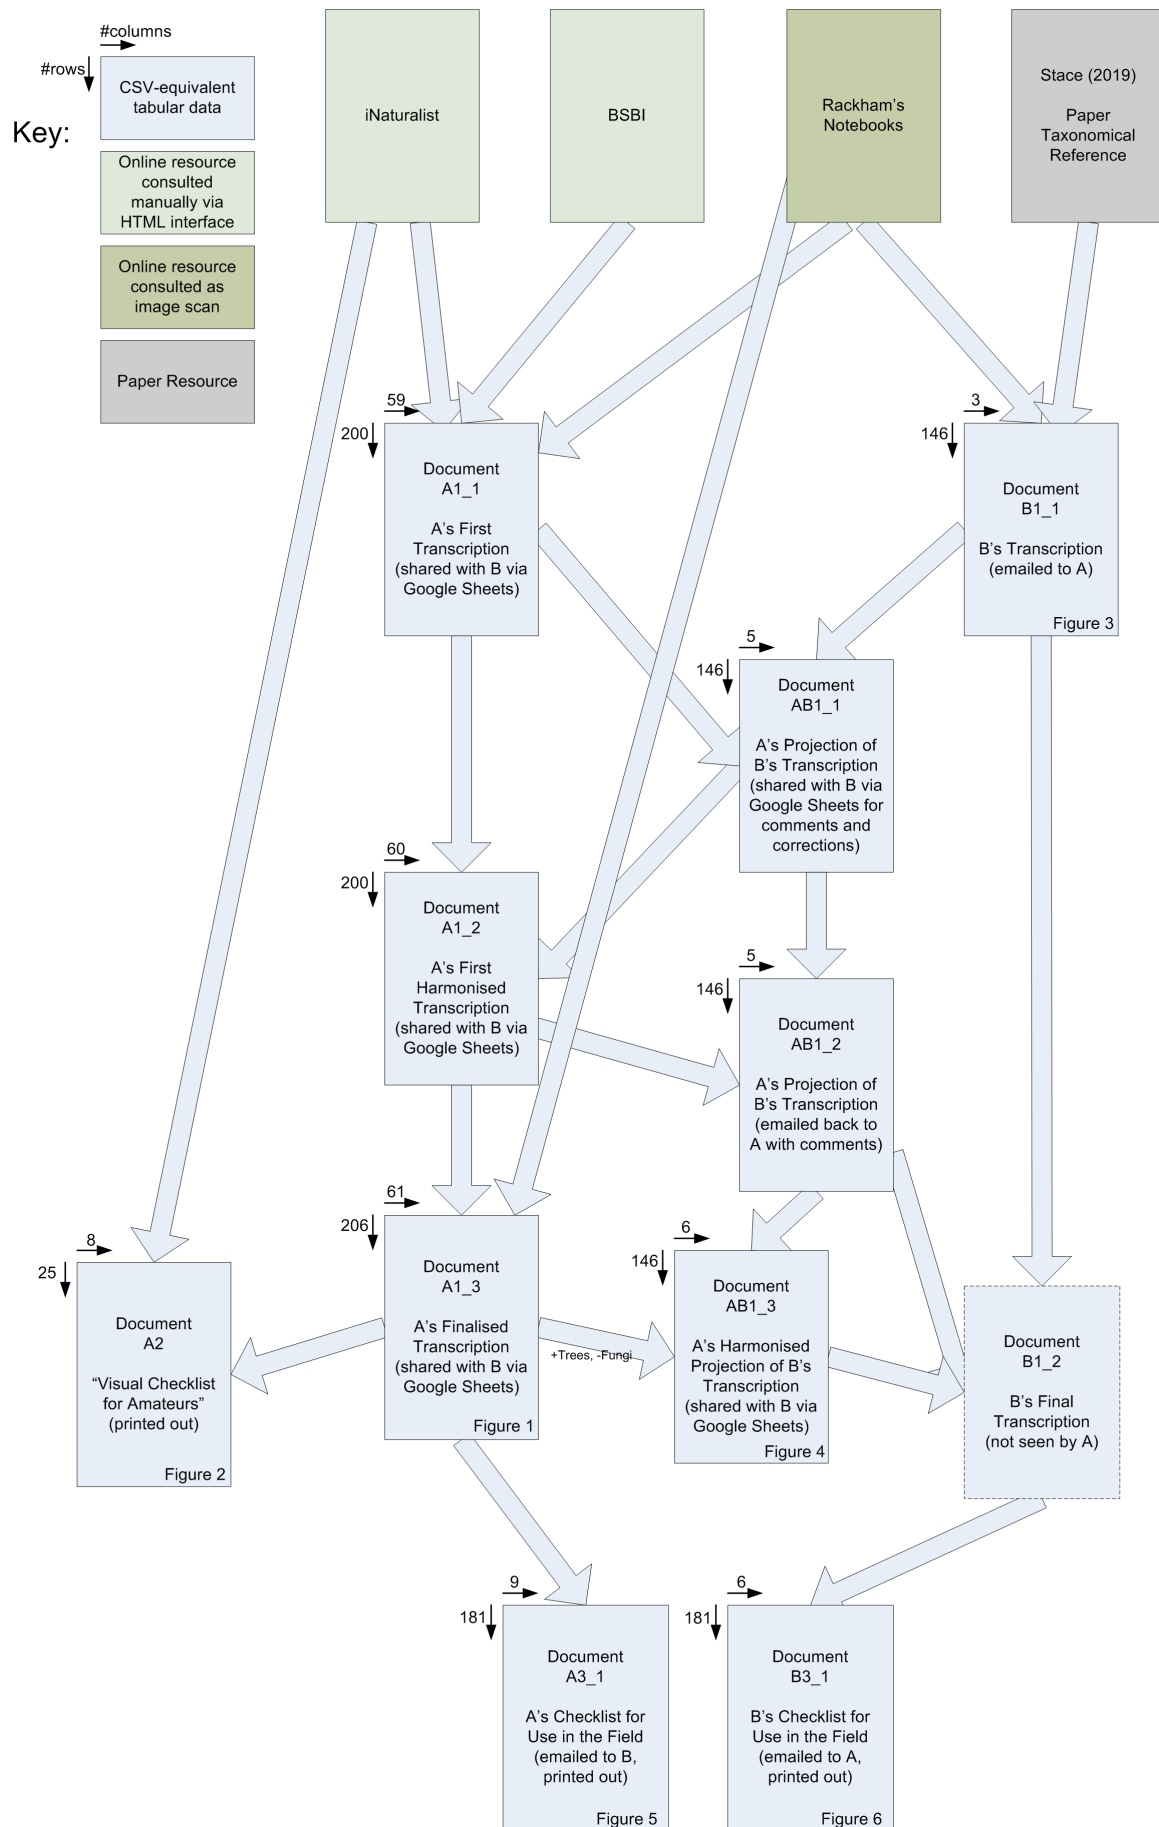 #columns
#rows
Key:
CSV-equivalent
tabular data
Online resource
consulted
manually via
HTML interface
Online resource
consulted as
image scan
Paper Resource
iNaturalist
BSBI
Rackham's
Notebooks
Stace (2019)
Paper
Taxonomical
Reference
59
200
Document
A1_1
A's First
Transcription
(shared with B via
Google Sheets)
3
146
Document
B1_1
B's Transcription
(emailed to A)
Figure 3
5
146
Document
AB1_1
A's Projection of
B's Transcription
(shared with B via
Google Sheets for
comments and
corrections)
60
200
Document
A1_2
A's First
Harmonised
Transcription
(shared with B via
Google Sheets)
5
146
Document
AB1_2
A's Projection of
B's Transcription
(emailed back to
A with comments)
8
25
Document
A2
“Visual Checklist
for Amateurs”
(printed out)
Figure 2
61
206
Document
A1_3
A's Finalised
Transcription
(shared with B via
Google Sheets)
Figure 1
+Trees, -Fungi
6
146
Document
AB1_3
A's Harmonised
Projection of B's
Transcription
(shared with B via
Google Sheets)
Figure 4
Document
B1_2
B's Final
Transcription
(not seen by A)
9
181
Document
A3_1
A's Checklist for
Use in the Field
(emailed to B,
printed out)
Figure 5
6
181
Document
B3_1
B's Checklist for
Use in the Field
(emailed to A,
printed out)
Figure 6